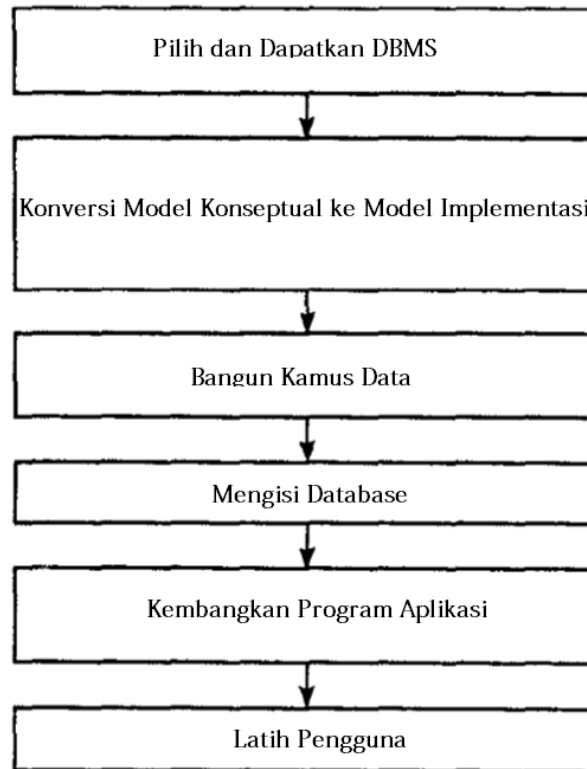 Pilih dan Dapatkan DBMS
Konversi Model Konseptual ke Model Implementasi
Bangun Kamus Data
Mengisi Database
Kembangkan Program Aplikasi
Latih Pengguna